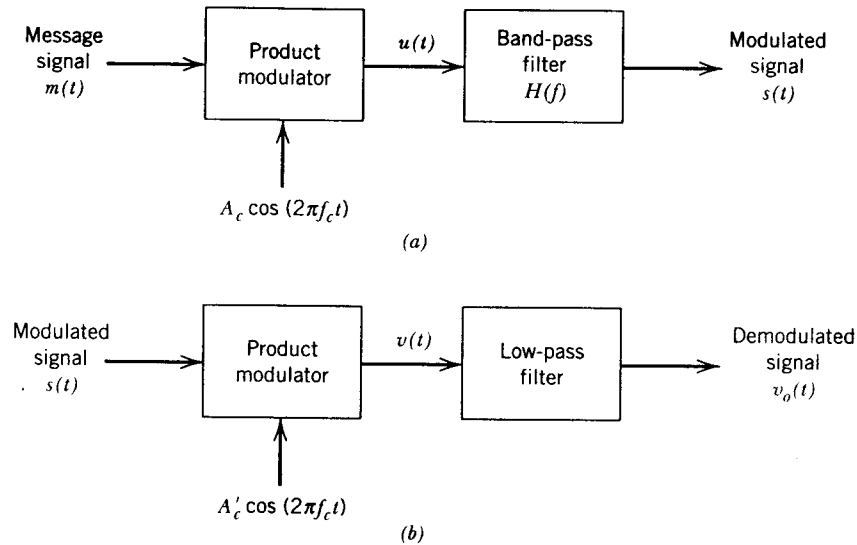 Message
signal
m(t)
Product
modulator
u(t)
Band-pass
filter
H(f)
Modulated
signal
s(t)
A_c cos (2πf_c t)
(a)
Modulated
signal
s(t)
Product
modulator
v(t)
Low-pass
filter
Demodulated
signal
v_o(t)
A'_c cos (2πf_c t)
(b)